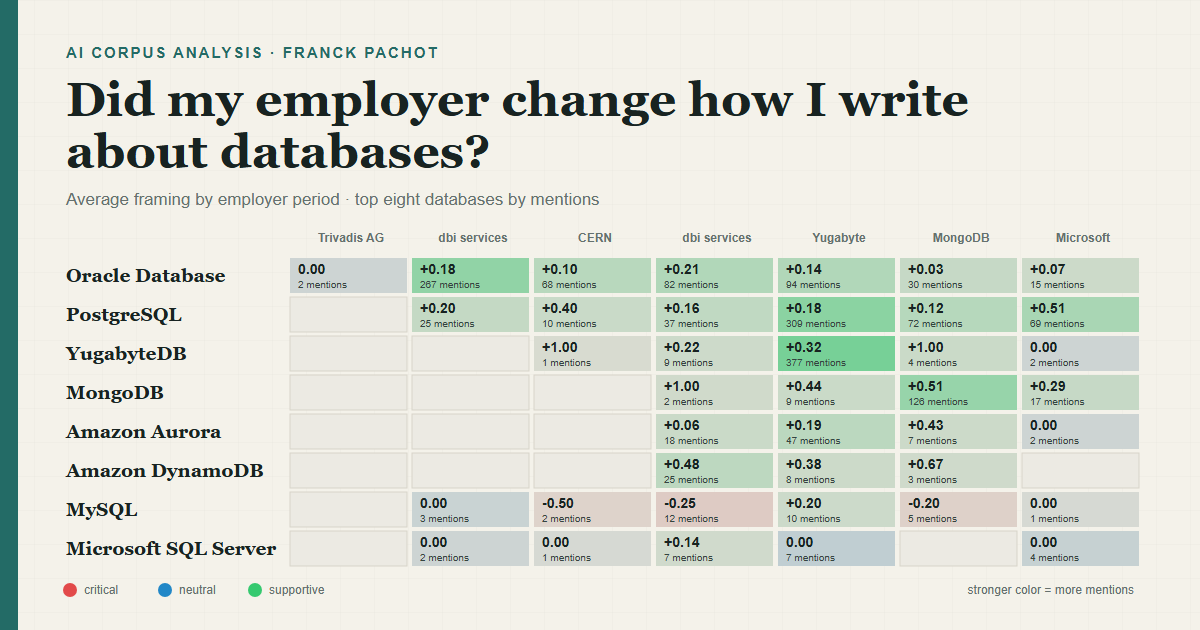 AI CORPUS ANALYSIS · FRANCK PACHOT
Did my employer change how I write
about databases?
Average framing by employer period · top eight databases by mentions
Trivadis AG dbi services CERN dbi services Yugabyte MongoDB Microsoft
Oracle Database 0.00 +0.18 +0.10 +0.21 +0.14 +0.03 +0.07
2 mentions 267 mentions 68 mentions 82 mentions 94 mentions 30 mentions 15 mentions
PostgreSQL +0.20 +0.40 +0.16 +0.18 +0.12 +0.51
25 mentions 10 mentions 37 mentions 309 mentions 72 mentions 69 mentions
YugabyteDB +1.00 +0.22 +0.32 +1.00 0.00
1 mentions 9 mentions 377 mentions 4 mentions 2 mentions
MongoDB +1.00 +0.44 +0.51 +0.29
2 mentions 9 mentions 126 mentions 17 mentions
Amazon Aurora +0.06 +0.19 +0.43 0.00
18 mentions 47 mentions 7 mentions 2 mentions
Amazon DynamoDB +0.48 +0.38 +0.67
25 mentions 8 mentions 3 mentions
MySQL 0.00 -0.50 -0.25 +0.20 -0.20 0.00
3 mentions 2 mentions 12 mentions 10 mentions 5 mentions 1 mentions
Microsoft SQL Server 0.00 0.00 +0.14 0.00 0.00
2 mentions 1 mentions 7 mentions 7 mentions 4 mentions
critical neutral supportive stronger color = more mentions